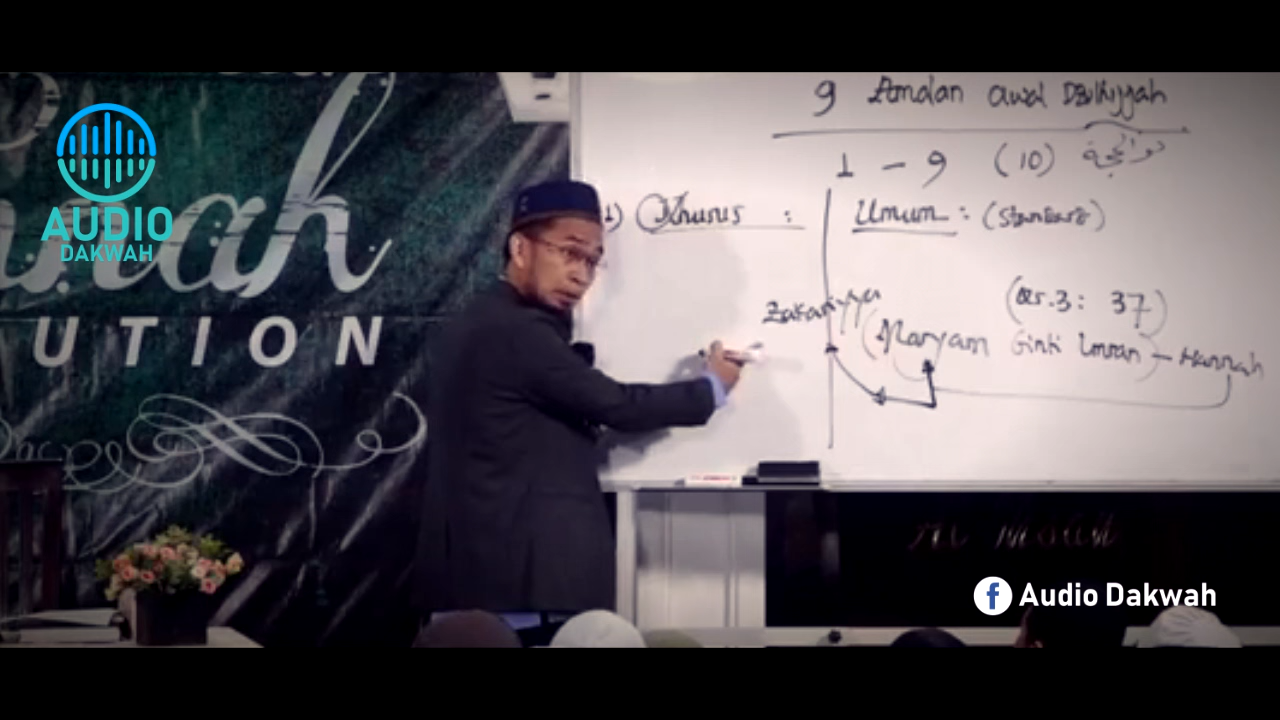 AUDIO
DAKWAH
UTION
9 Amalan awal Dzulhijjah
1 - 9 (10) ذو الحجة
1) Khusus :
Umum : (Standard)
(Qs.3: 37)
Zakariyya
(Maryam binti Imran) - Hannah
Audio Dakwah